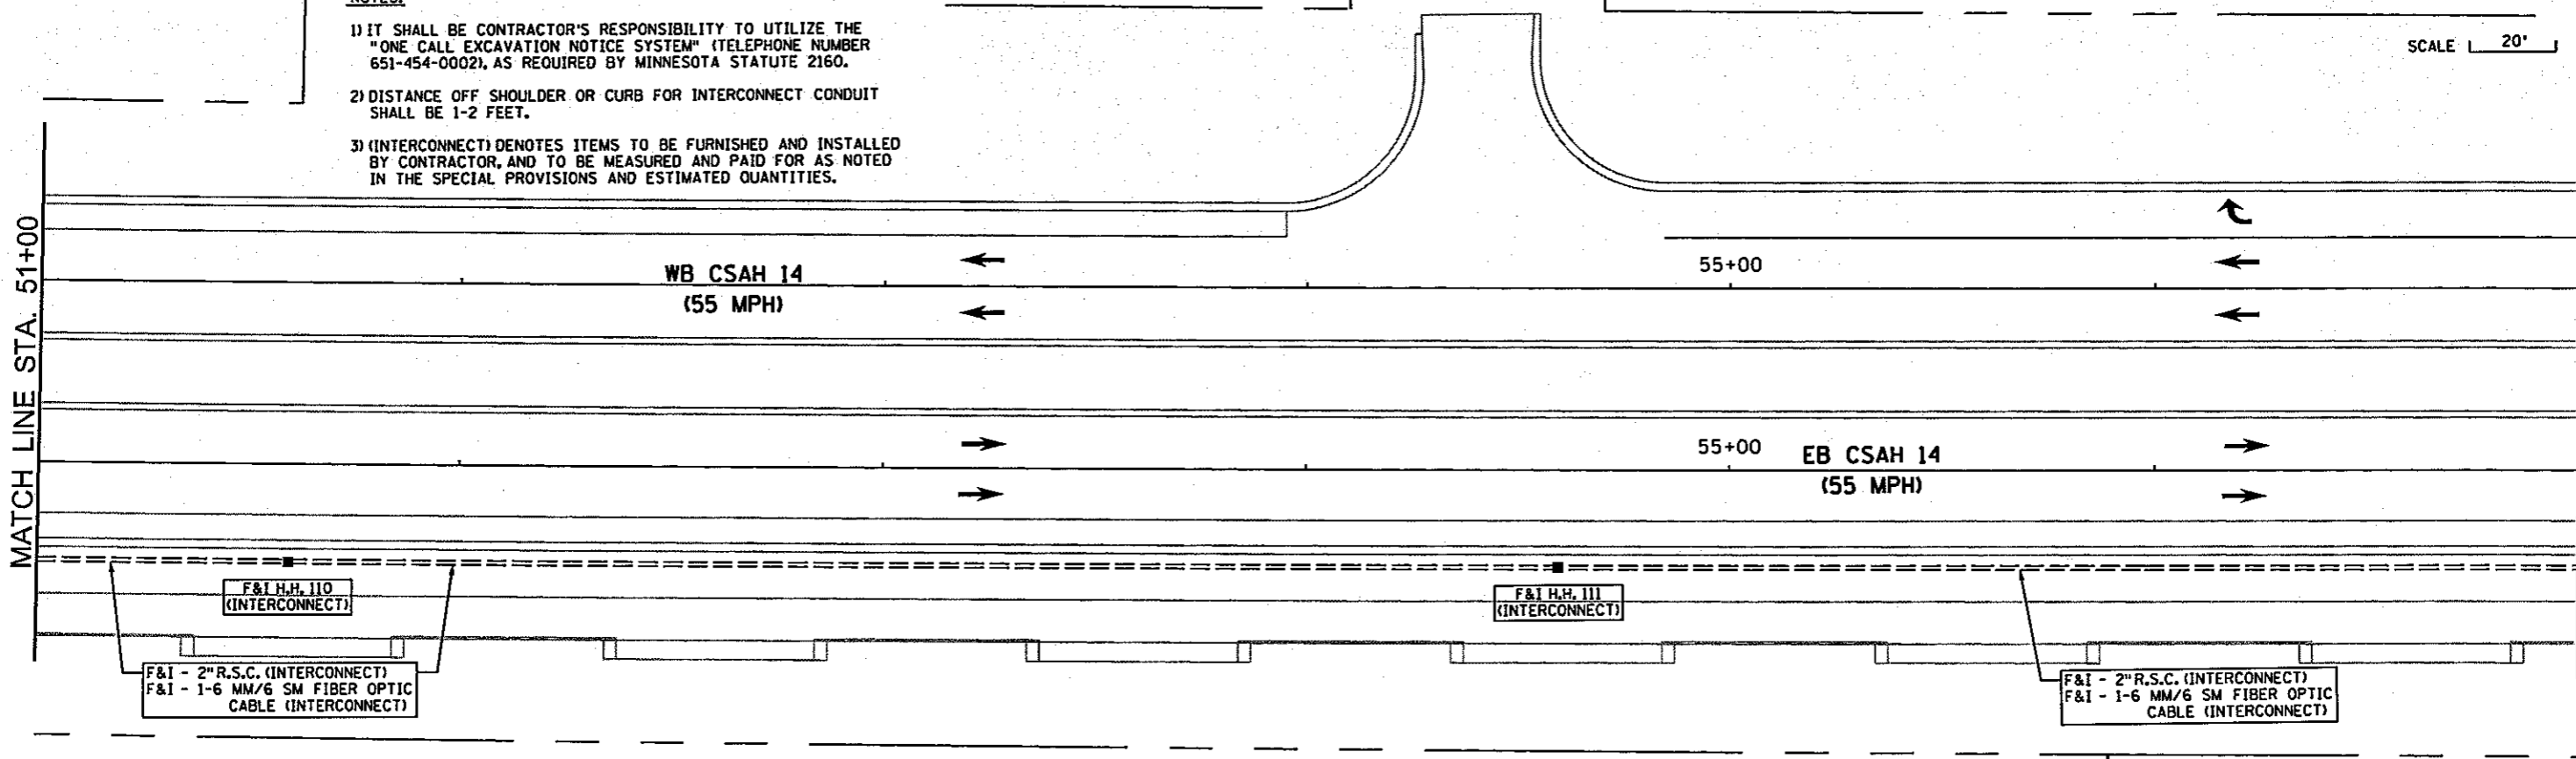 NOTES:
1) IT SHALL BE CONTRACTOR'S RESPONSIBILITY TO UTILIZE THE
"ONE CALL EXCAVATION NOTICE SYSTEM" (TELEPHONE NUMBER
651-454-0002), AS REQUIRED BY MINNESOTA STATUTE 216D.
2) DISTANCE OFF SHOULDER OR CURB FOR INTERCONNECT CONDUIT
SHALL BE 1-2 FEET.
3) (INTERCONNECT) DENOTES ITEMS TO BE FURNISHED AND INSTALLED
BY CONTRACTOR, AND TO BE MEASURED AND PAID FOR AS NOTED
IN THE SPECIAL PROVISIONS AND ESTIMATED QUANTITIES.
SCALE 20'
MATCH LINE STA. 51+00
WB CSAH 14
(55 MPH)
55+00
55+00
EB CSAH 14
(55 MPH)
F&I H.H. 110
(INTERCONNECT)
F&I H.H. 111
(INTERCONNECT)
F&I - 2" R.S.C. (INTERCONNECT)
F&I - 1-6 MM/6 SM FIBER OPTIC
CABLE (INTERCONNECT)
F&I - 2" R.S.C. (INTERCONNECT)
F&I - 1-6 MM/6 SM FIBER OPTIC
CABLE (INTERCONNECT)